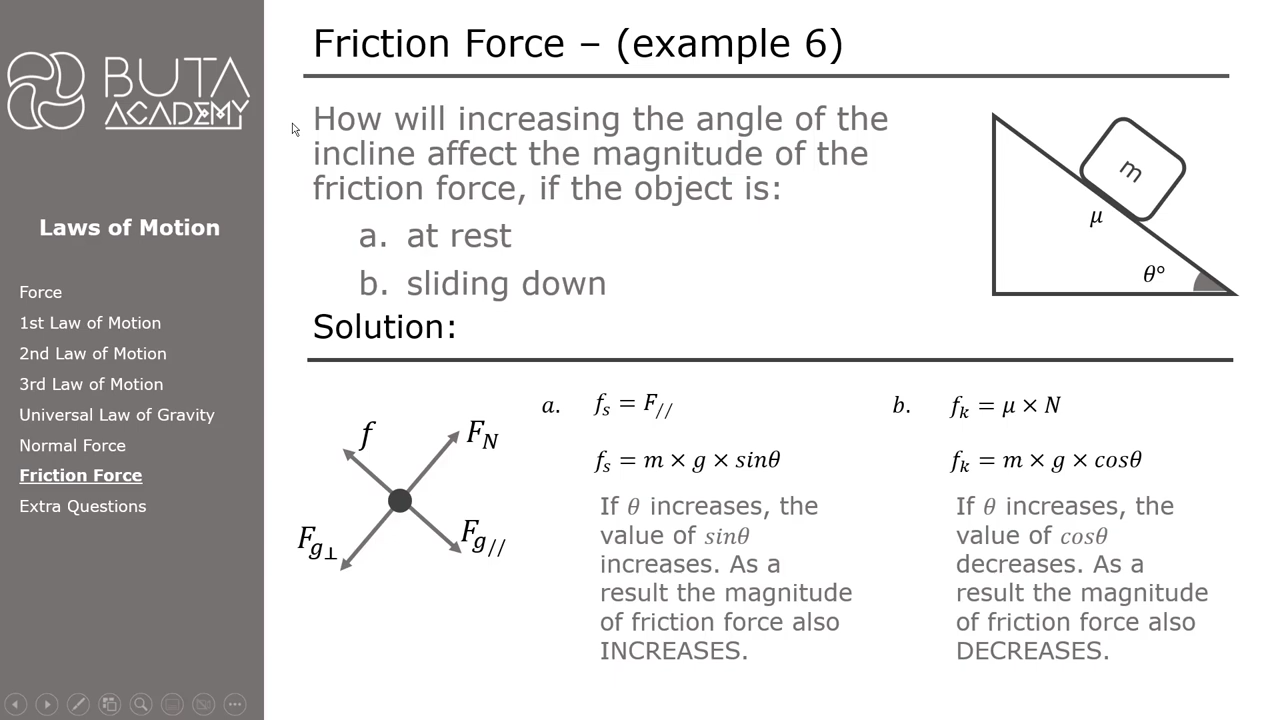 BUTA
ACADEMY
Laws of Motion
Force
1st Law of Motion
2nd Law of Motion
3rd Law of Motion
Universal Law of Gravity
Normal Force
Friction Force
Extra Questions
Friction Force – (example 6)
How will increasing the angle of the
incline affect the magnitude of the
friction force, if the object is:
a. at rest
b. sliding down
m
μ
θ°
Solution:
f
F_N
F_{g⊥}
F_{g//}
a. f_s = F_{//}
f_s = m × g × sinθ
If θ increases, the
value of sinθ
increases. As a
result the magnitude
of friction force also
INCREASES.
b. f_k = μ × N
f_k = m × g × cosθ
If θ increases, the
value of cosθ
decreases. As a
result the magnitude
of friction force also
DECREASES.